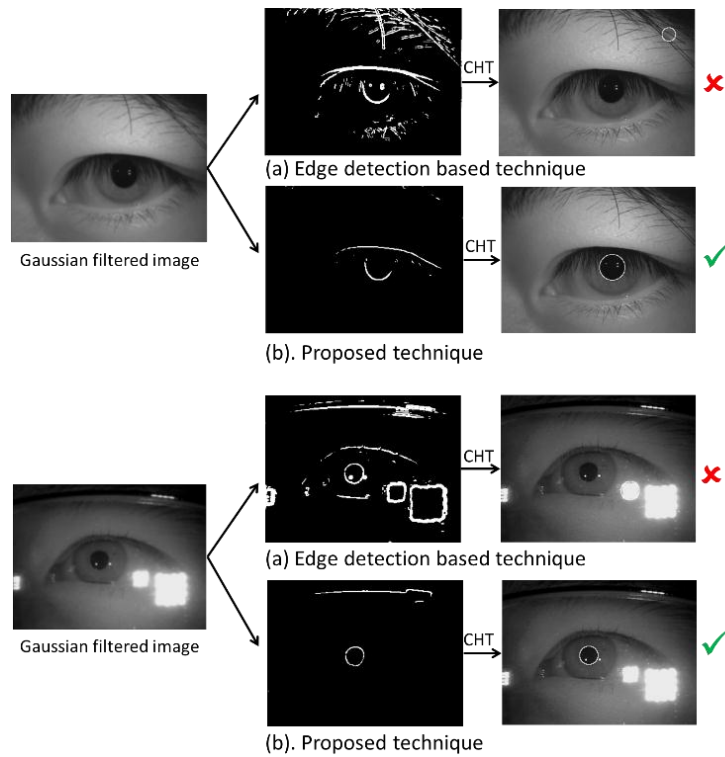 CHT
(a) Edge detection based technique
Gaussian filtered image
CHT
(b). Proposed technique
CHT
(a) Edge detection based technique
Gaussian filtered image
CHT
(b). Proposed technique